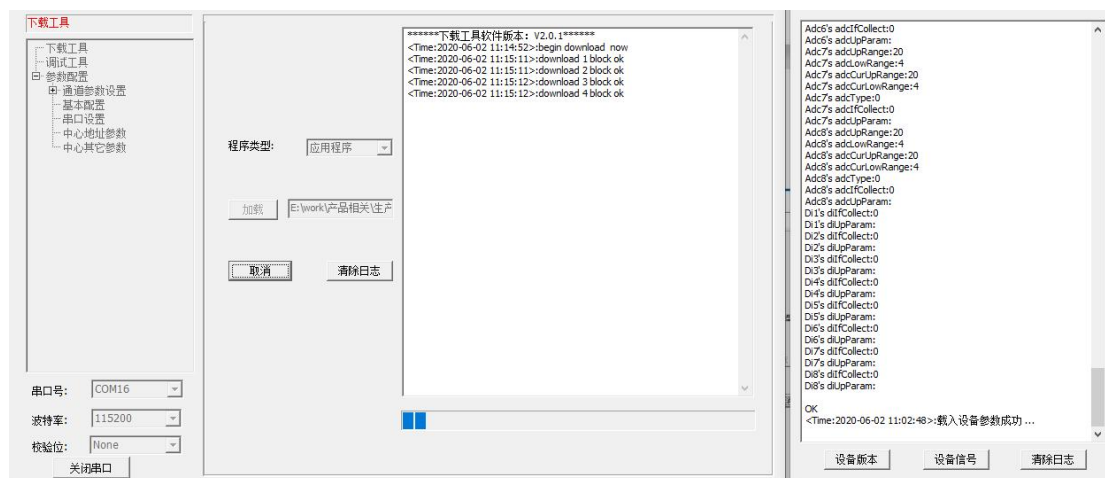 下载工具
下载工具
调式工具
参数配置
通道参数设置
基本配置
串口设置
中心地址参数
中心其它参数
串口号: COM16
波特率: 115200
校验位: None
关闭串口
程序类型: 应用程序
加载 E:\work\产品相关\生产
取消 清除日志
******下载工具软件版本: V2.0.1******
<Time:2020-06-02 11:14:52>:begin download now
<Time:2020-06-02 11:15:11>:download 1 block ok
<Time:2020-06-02 11:15:11>:download 2 block ok
<Time:2020-06-02 11:15:12>:download 3 block ok
<Time:2020-06-02 11:15:12>:download 4 block ok
Adc6's adcIfCollect:0
Adc6's adcUpParam:
Adc7's adcUpRange:20
Adc7's adcLowRange:4
Adc7's adcCurUpRange:20
Adc7's adcCurLowRange:4
Adc7's adcType:0
Adc7's adcIfCollect:0
Adc7's adcUpParam:
Adc8's adcUpRange:20
Adc8's adcLowRange:4
Adc8's adcCurUpRange:20
Adc8's adcCurLowRange:4
Adc8's adcType:0
Adc8's adcIfCollect:0
Adc8's adcUpParam:
Di1's diIfCollect:0
Di1's diUpParam:
Di2's diIfCollect:0
Di2's diUpParam:
Di3's diIfCollect:0
Di3's diUpParam:
Di4's diIfCollect:0
Di4's diUpParam:
Di5's diIfCollect:0
Di5's diUpParam:
Di6's diIfCollect:0
Di6's diUpParam:
Di7's diIfCollect:0
Di7's diUpParam:
Di8's diIfCollect:0
Di8's diUpParam:
OK
<Time:2020-06-02 11:02:48>:载入设备参数成功 ...
设备版本 设备信号 清除日志